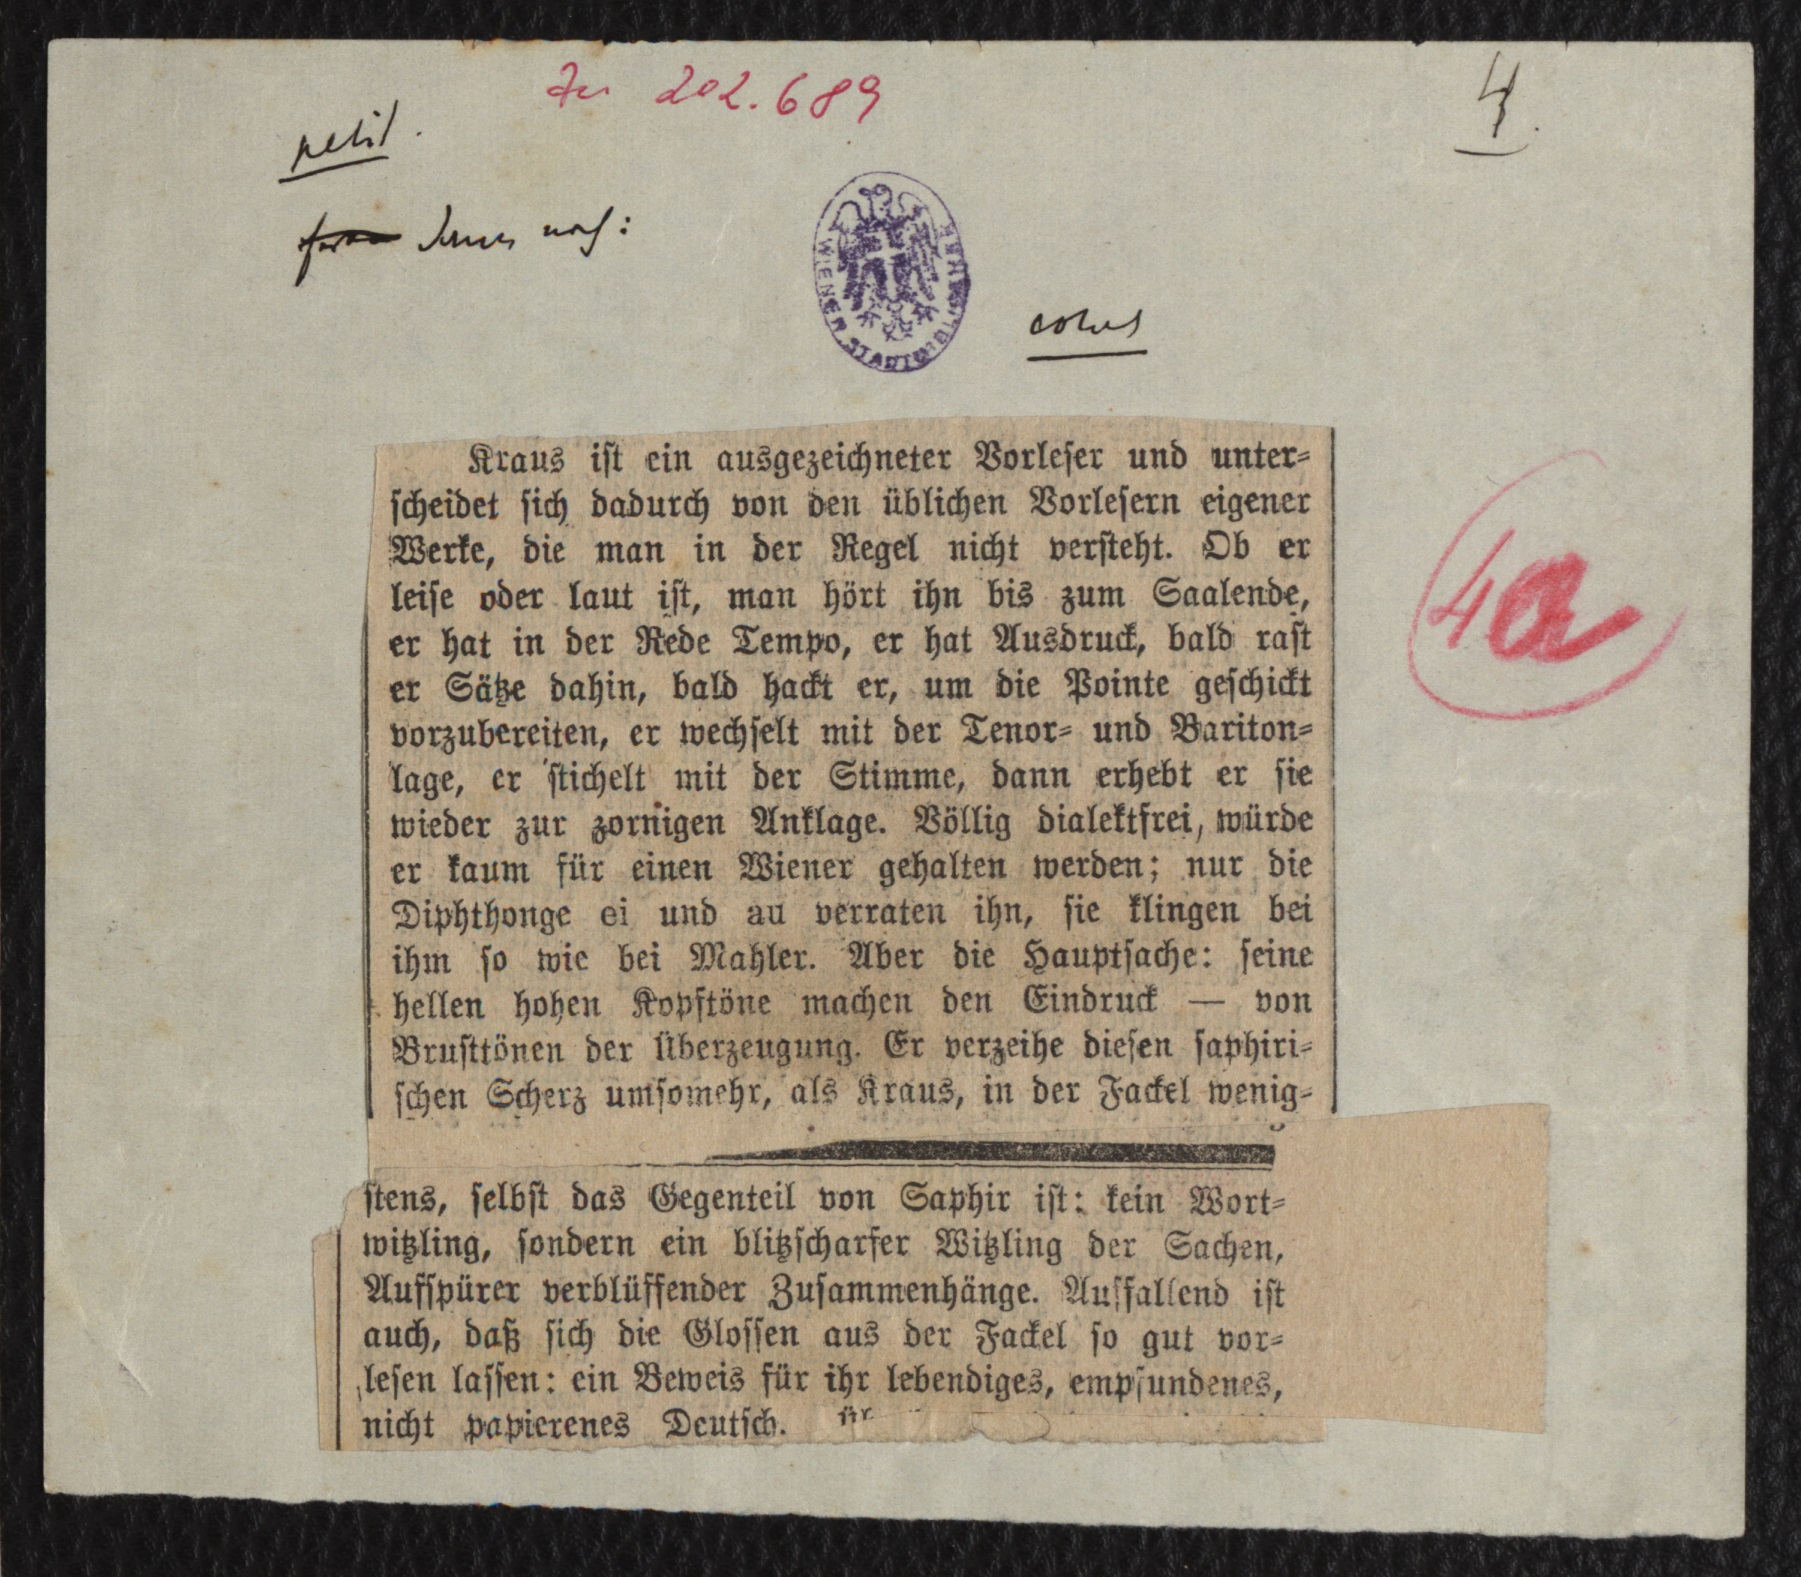 In 202.689
4.
petit.
noch:
WIENER STADTBIBLIOTHEK
Kraus ist ein ausgezeichneter Vorleser und unter-
scheidet sich dadurch von den üblichen Vorlesern eigener
Werke, die man in der Regel nicht versteht. Ob er
leise oder laut ist, man hört ihn bis zum Saalende,
er hat in der Rede Tempo, er hat Ausdruck, bald rast
er Sätze dahin, bald hackt er, um die Pointe geschickt
vorzubereiten, er wechselt mit der Tenor- und Bariton-
lage, er stichelt mit der Stimme, dann erhebt er sie
wieder zur zornigen Anklage. Völlig dialektfrei, würde
er kaum für einen Wiener gehalten werden; nur die
Diphthonge ei und au verraten ihn, sie klingen bei
ihm so wie bei Mahler. Aber die Hauptsache: seine
hellen hohen Kopftöne machen den Eindruck — von
Brusttönen der Überzeugung. Er verzeihe diesen saphiri-
schen Scherz umsomehr, als Kraus, in der Fackel wenig-
4a
stens, selbst das Gegenteil von Saphir ist: kein Wort-
witzling, sondern ein blitzscharfer Witzling der Sachen,
Aufspürer verblüffender Zusammenhänge. Auffallend ist
auch, daß sich die Glossen aus der Fackel so gut vor-
lesen lassen: ein Beweis für ihr lebendiges, empfundenes,
nicht papierenes Deutsch.